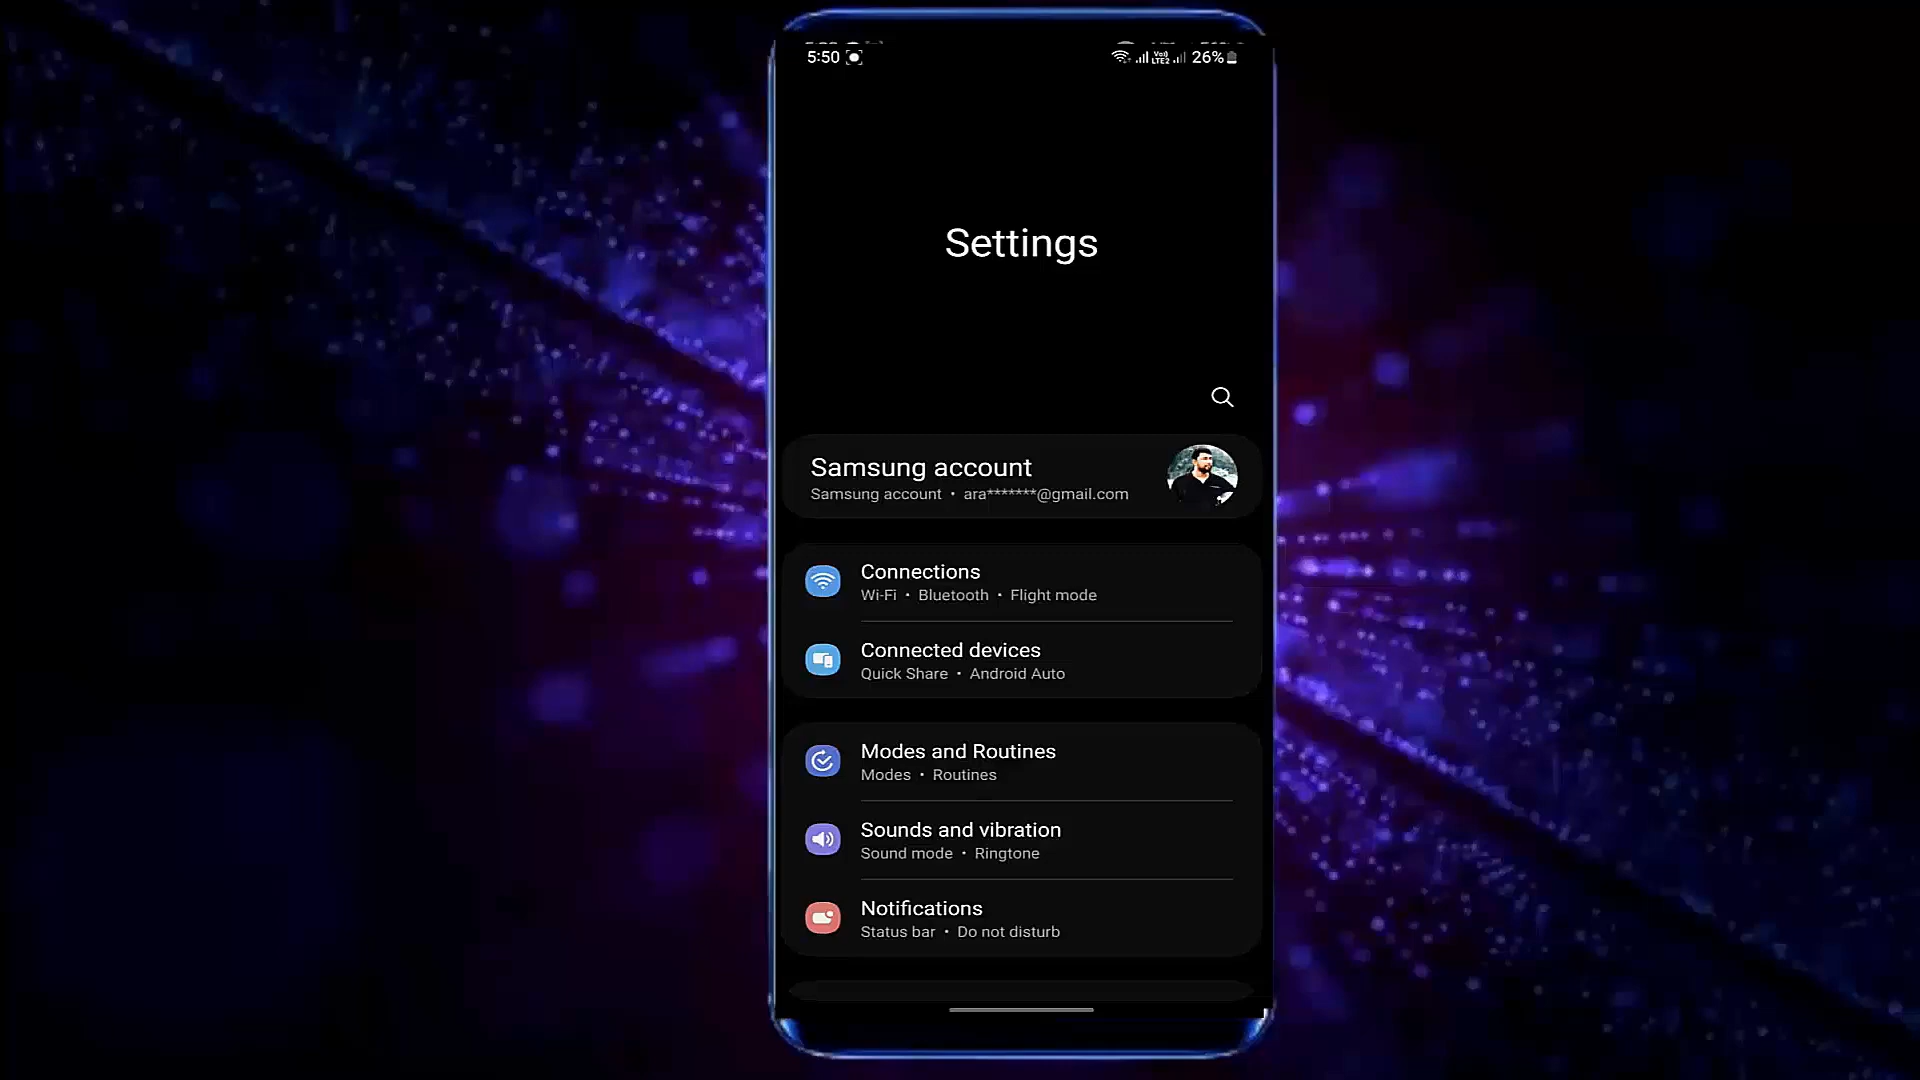 5:50 Vo) LTE2 26%
Settings
Samsung account
Samsung account • ara*******@gmail.com
Connections
Wi-Fi • Bluetooth • Flight mode
Connected devices
Quick Share • Android Auto
Modes and Routines
Modes • Routines
Sounds and vibration
Sound mode • Ringtone
Notifications
Status bar • Do not disturb